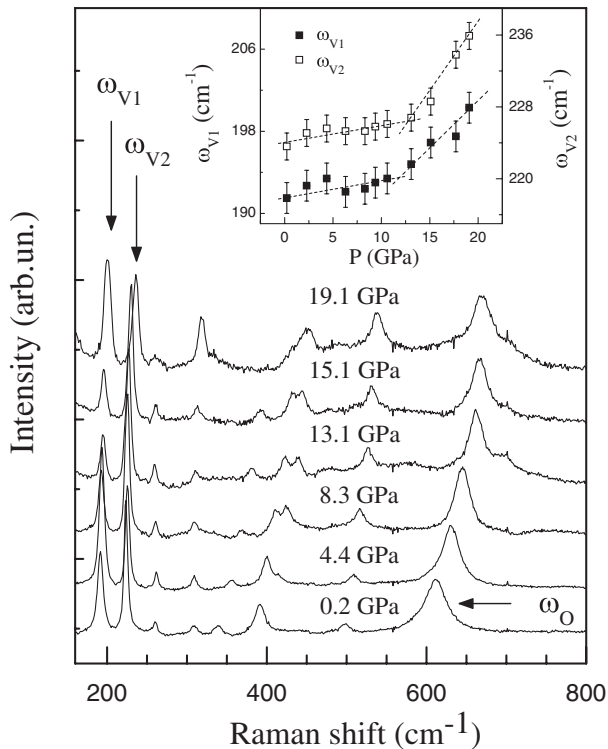 ω_V1
ω_V2
ω_V1
ω_V2
206
198
190
ω_V1 (cm⁻¹)
236
228
220
ω_V2 (cm⁻¹)
0 5 10 15 20
P (GPa)
19.1 GPa
15.1 GPa
13.1 GPa
8.3 GPa
4.4 GPa
0.2 GPa
ω_O
Intensity (arb.un.)
200 400 600 800
Raman shift (cm⁻¹)